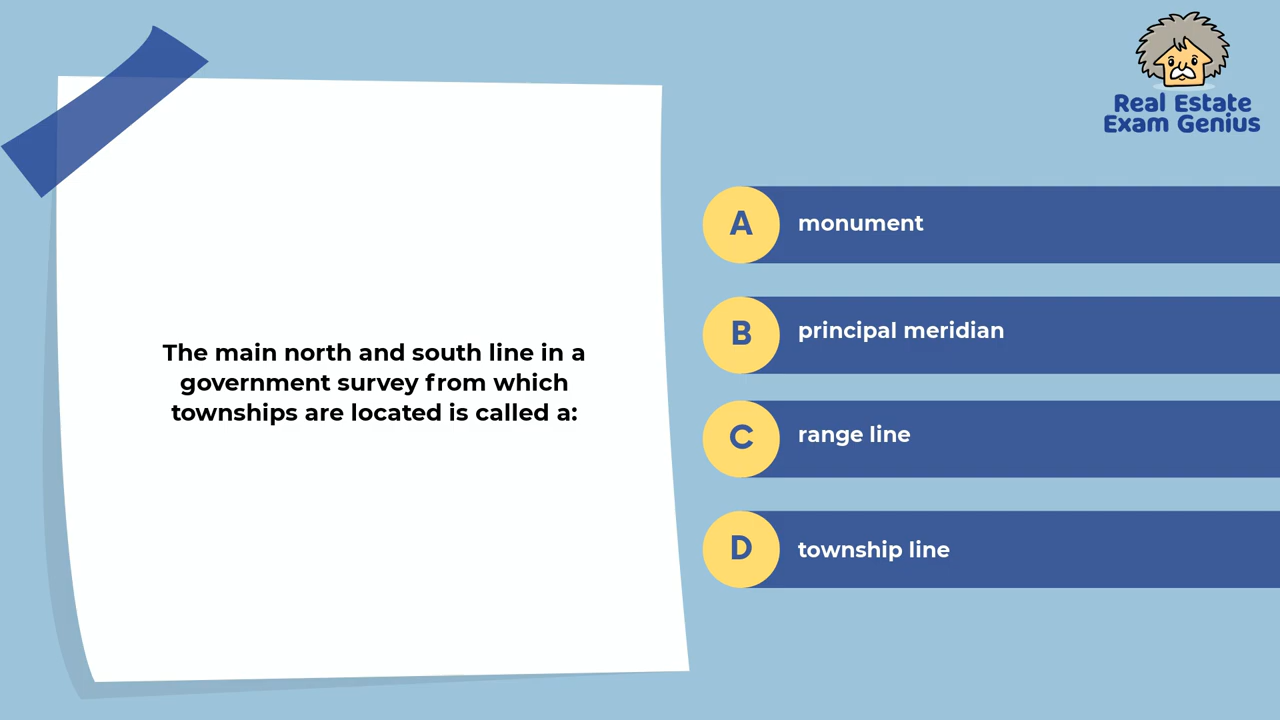 Real Estate
Exam Genius
The main north and south line in a
government survey from which
townships are located is called a:
A monument
B principal meridian
C range line
D township line